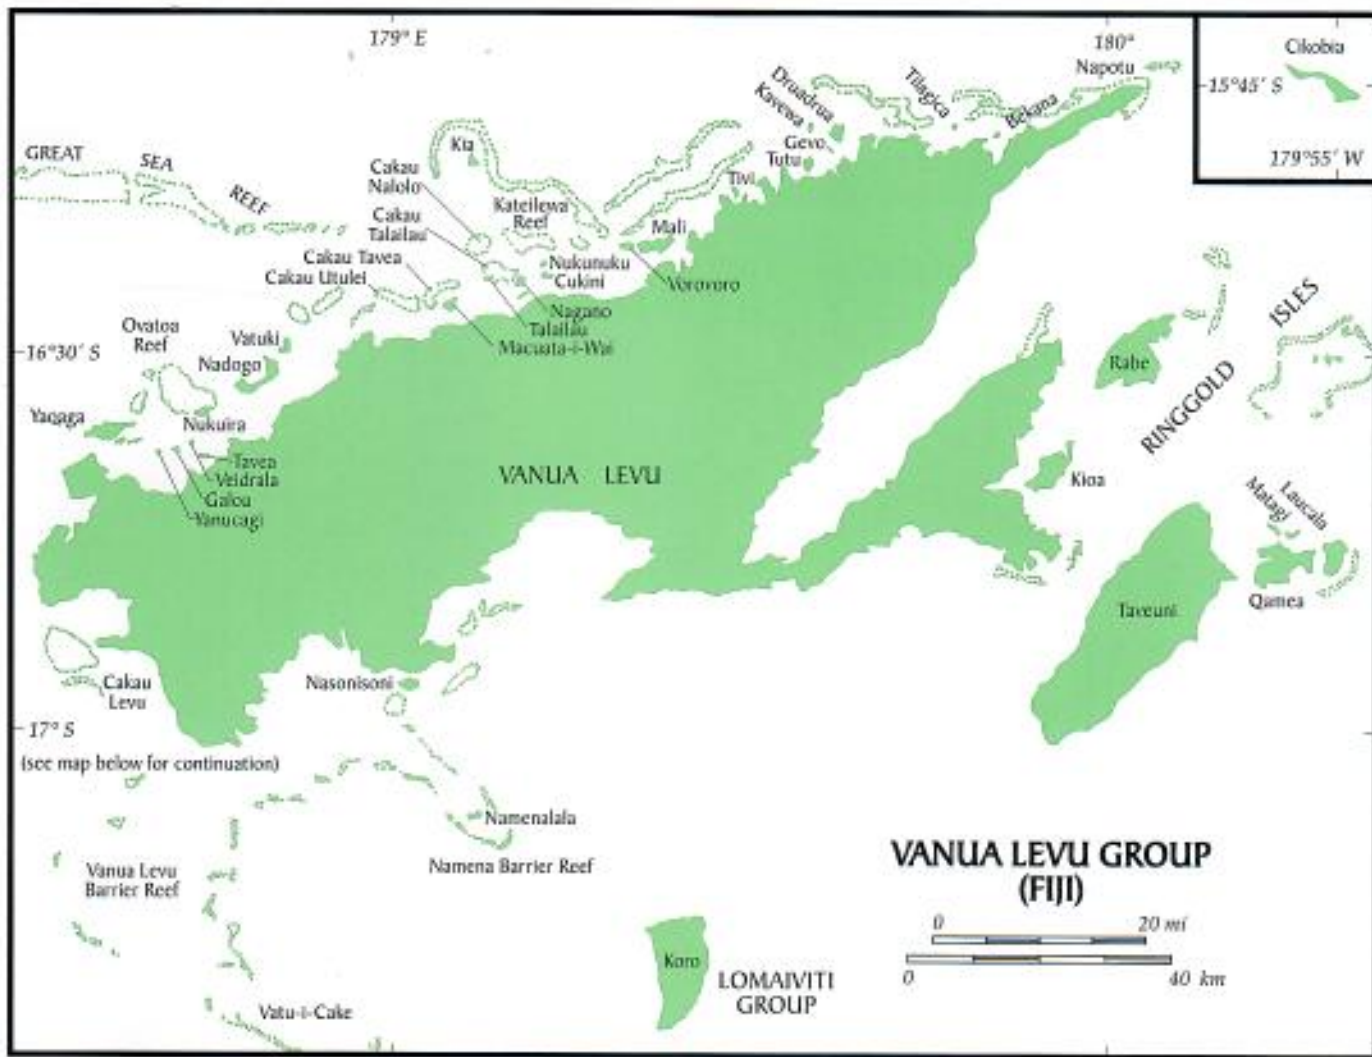 179° E
180°
Napotu
Cikobia
15°45' S
179°55' W
Druadrua
Kavewa
Tilagica
Bekana
Gevo
Tutu
Tivi
GREAT SEA REEF
Kia
Cakau
Nalolo
Kateilewa
Reef
Cakau
Talailau
Mali
Cakau Tavea
Cakau Utulei
Nukunuku
Cukini
Vorovoro
Nagano
Talailau
Macuata-i-Wai
Ovatoa
Reef
Vatuki
16°30' S
Nadogo
Yaqaga
Nukuira
Tavea
Veidrala
Galou
Yanucagi
VANUA LEVU
Rabe
RINGGOLD ISLES
Kioa
Matagi
Laucala
Qamea
Taveuni
Cakau
Levu
Nasonisoni
17° S
(see map below for continuation)
Namenalala
Namena Barrier Reef
Vanua Levu
Barrier Reef
Vatu-i-Cake
Koro
LOMAIVITI
GROUP
VANUA LEVU GROUP
(FIJI)
0 20 mi
0 40 km